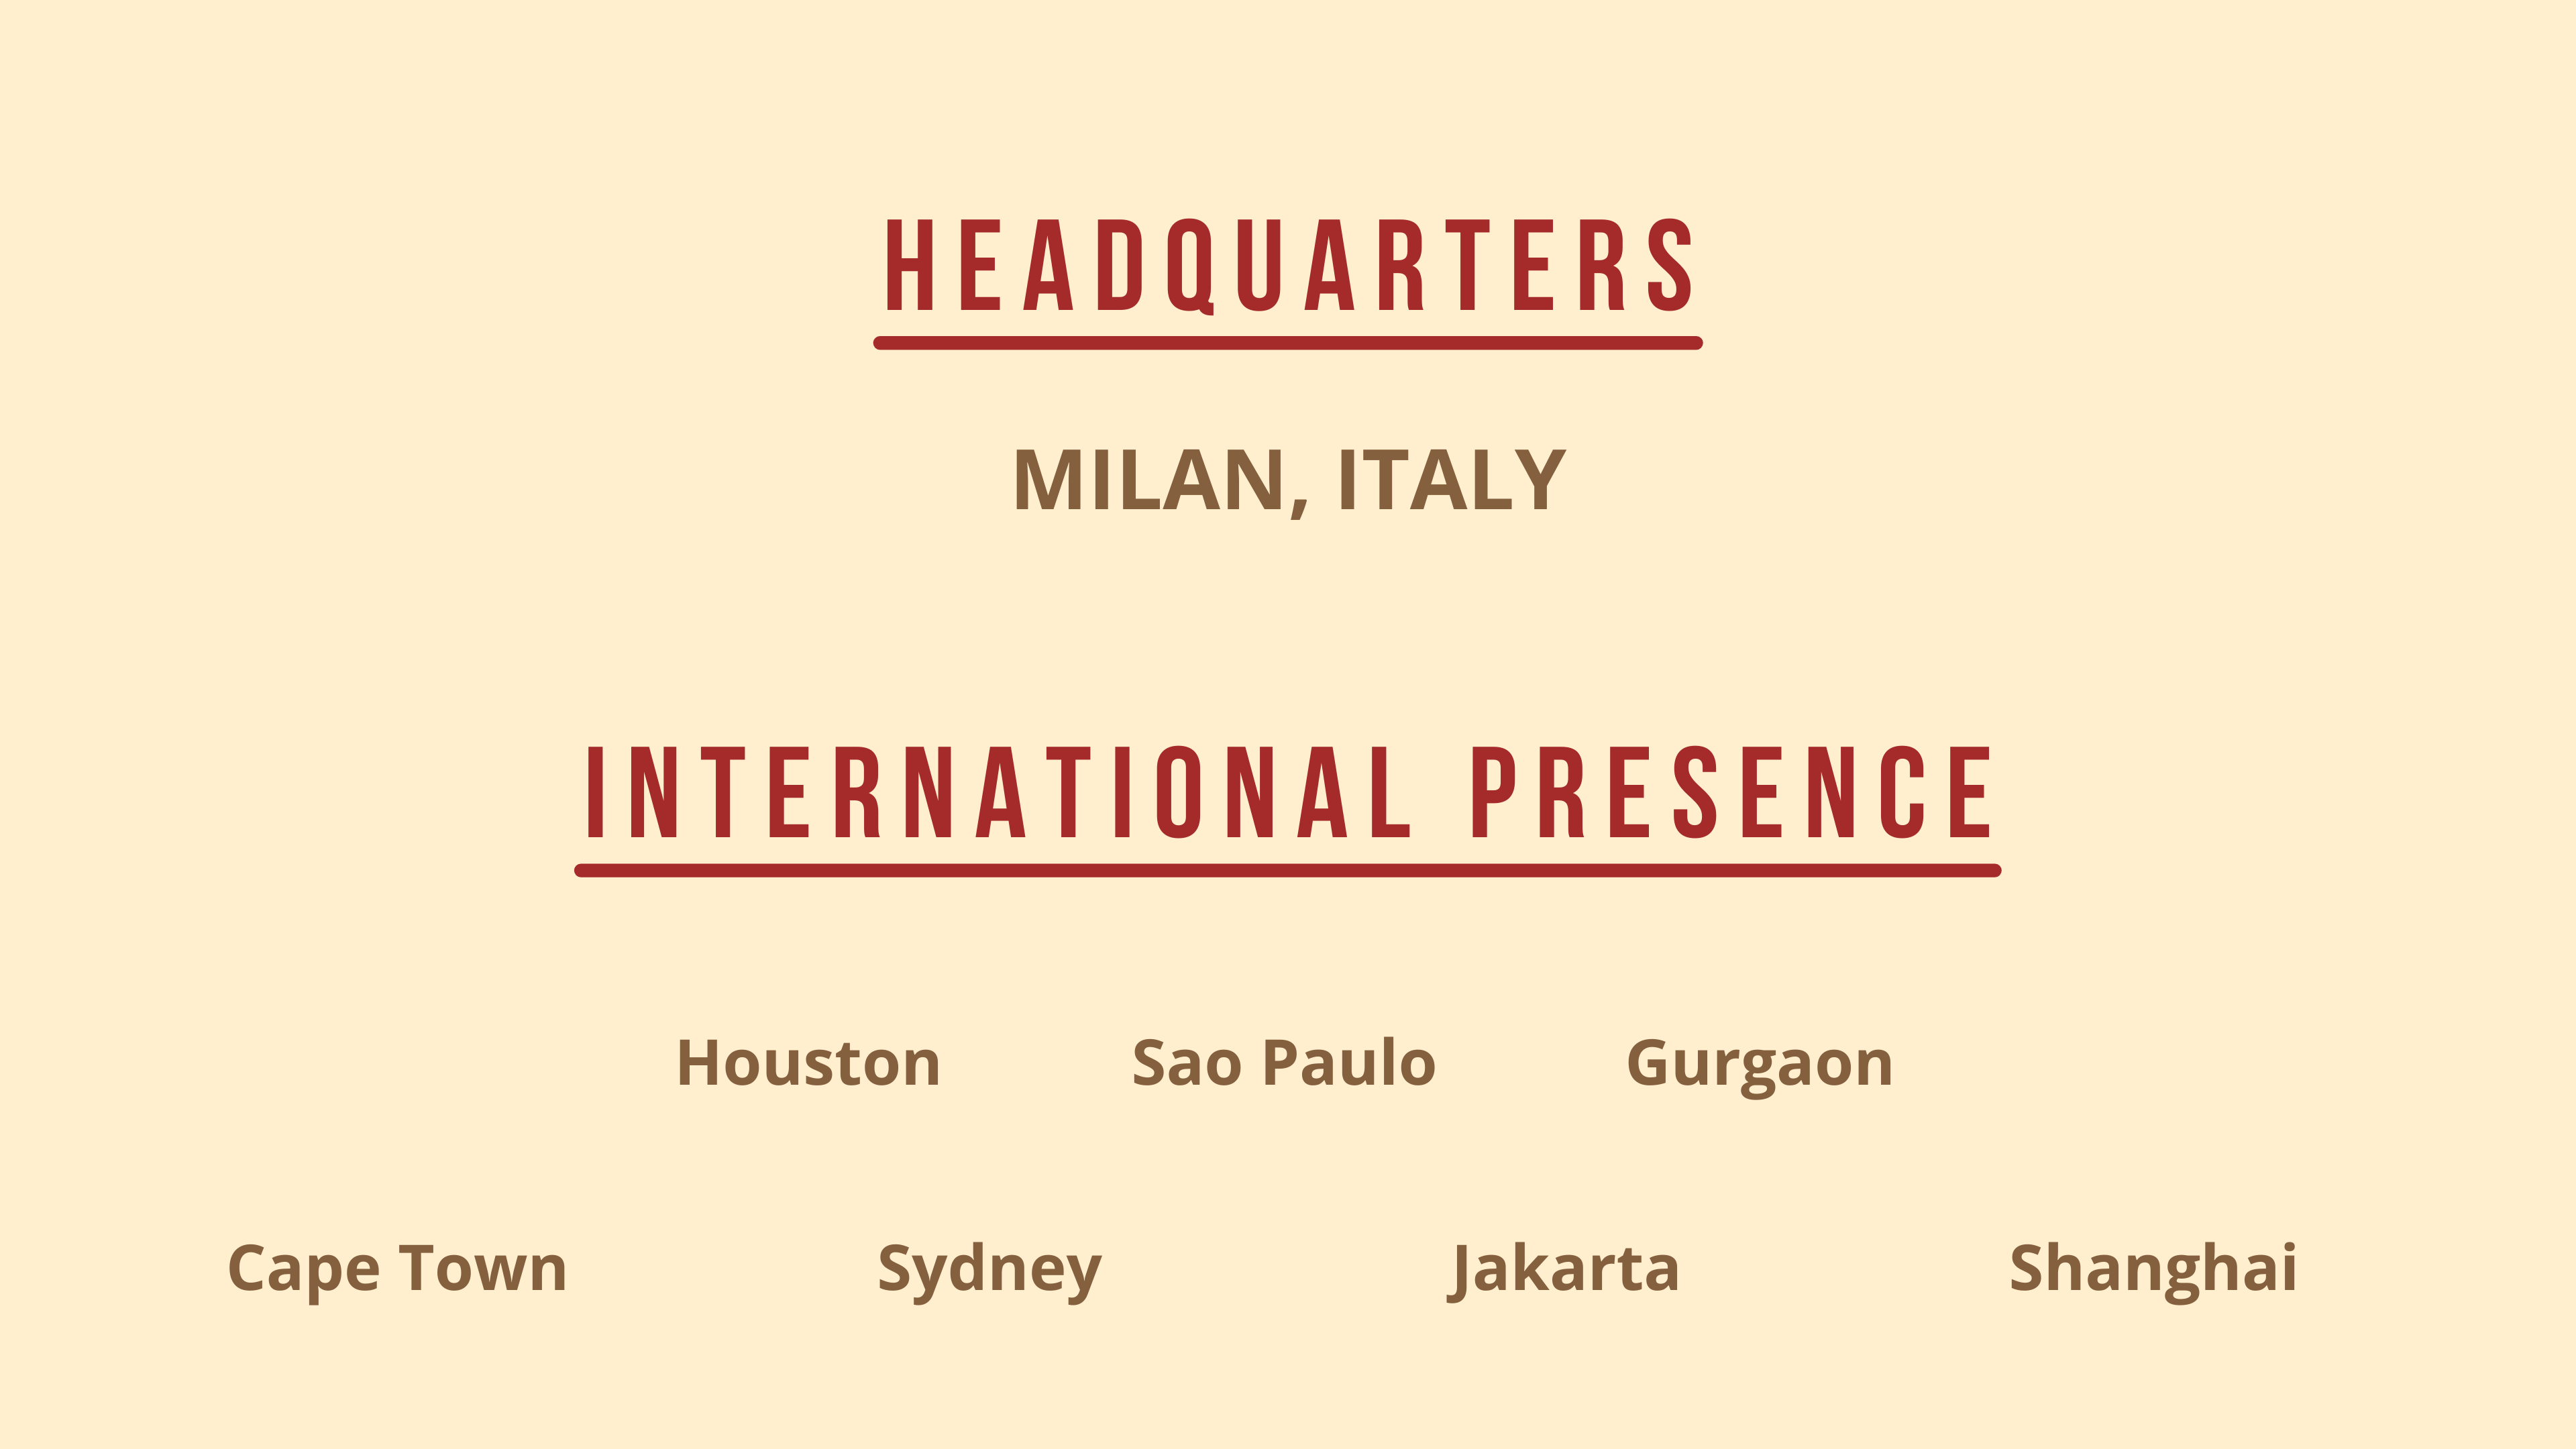 HEADQUARTERS
MILAN, ITALY
INTERNATIONAL PRESENCE
Houston Sao Paulo Gurgaon
Cape Town Sydney Jakarta Shanghai